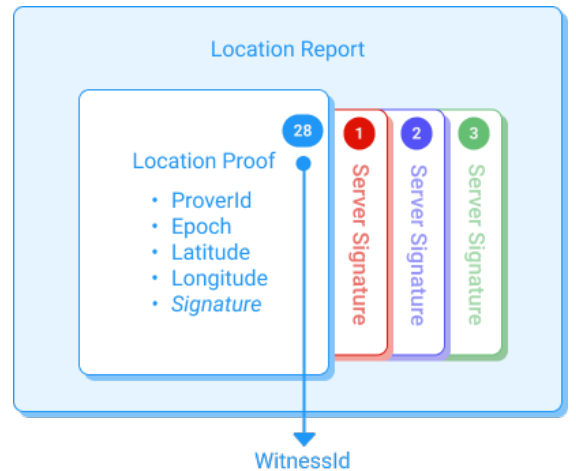 Location Report
28
Location Proof
• ProverId
• Epoch
• Latitude
• Longitude
• Signature
1
Server Signature
2
Server Signature
3
Server Signature
WitnessId